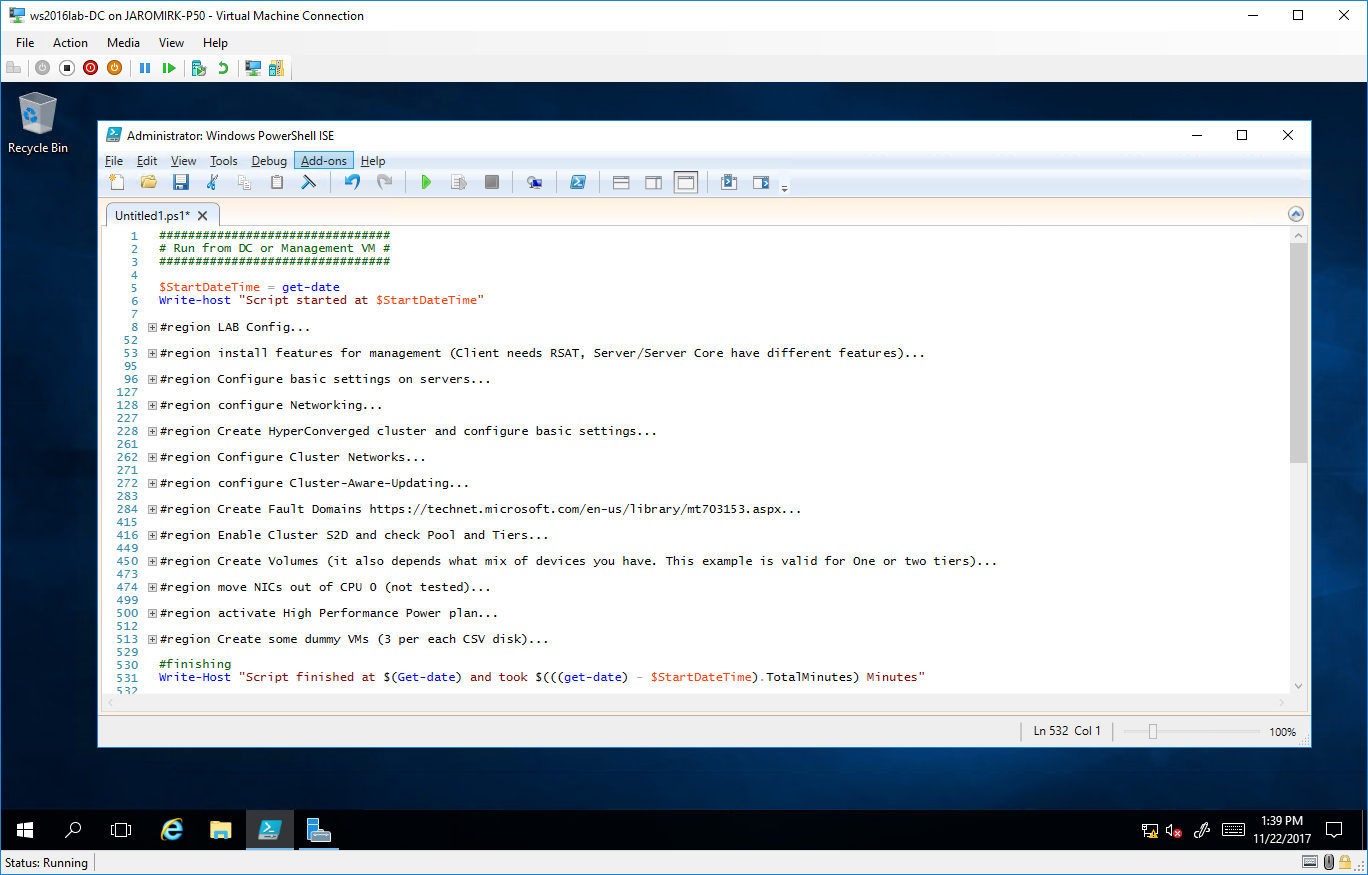 ws2016lab-DC on JAROMIRK-P50 - Virtual Machine Connection
File Action Media View Help
Recycle Bin
Administrator: Windows PowerShell ISE
File Edit View Tools Debug Add-ons Help
Untitled1.ps1*
1 ################################
2 # Run from DC or Management VM #
3 ################################
4
5 $StartDateTime = get-date
6 Write-host "Script started at $StartDateTime"
7
8 #region LAB Config...
52
53 #region install features for management (Client needs RSAT, Server/Server Core have different features)...
95
96 #region Configure basic settings on servers...
127
128 #region configure Networking...
227
228 #region Create HyperConverged cluster and configure basic settings...
261
262 #region Configure Cluster Networks...
271
272 #region configure Cluster-Aware-Updating...
283
284 #region Create Fault Domains https://technet.microsoft.com/en-us/library/mt703153.aspx...
415
416 #region Enable Cluster S2D and check Pool and Tiers...
449
450 #region Create Volumes (it also depends what mix of devices you have. This example is valid for One or two tiers)...
473
474 #region move NICs out of CPU 0 (not tested)...
499
500 #region activate High Performance Power plan...
512
513 #region Create some dummy VMs (3 per each CSV disk)...
529
530 #finishing
531 Write-Host "Script finished at $(Get-date) and took $(((get-date) - $StartDateTime).TotalMinutes) Minutes"
532
Ln 532 Col 1
100%
1:39 PM
11/22/2017
Status: Running